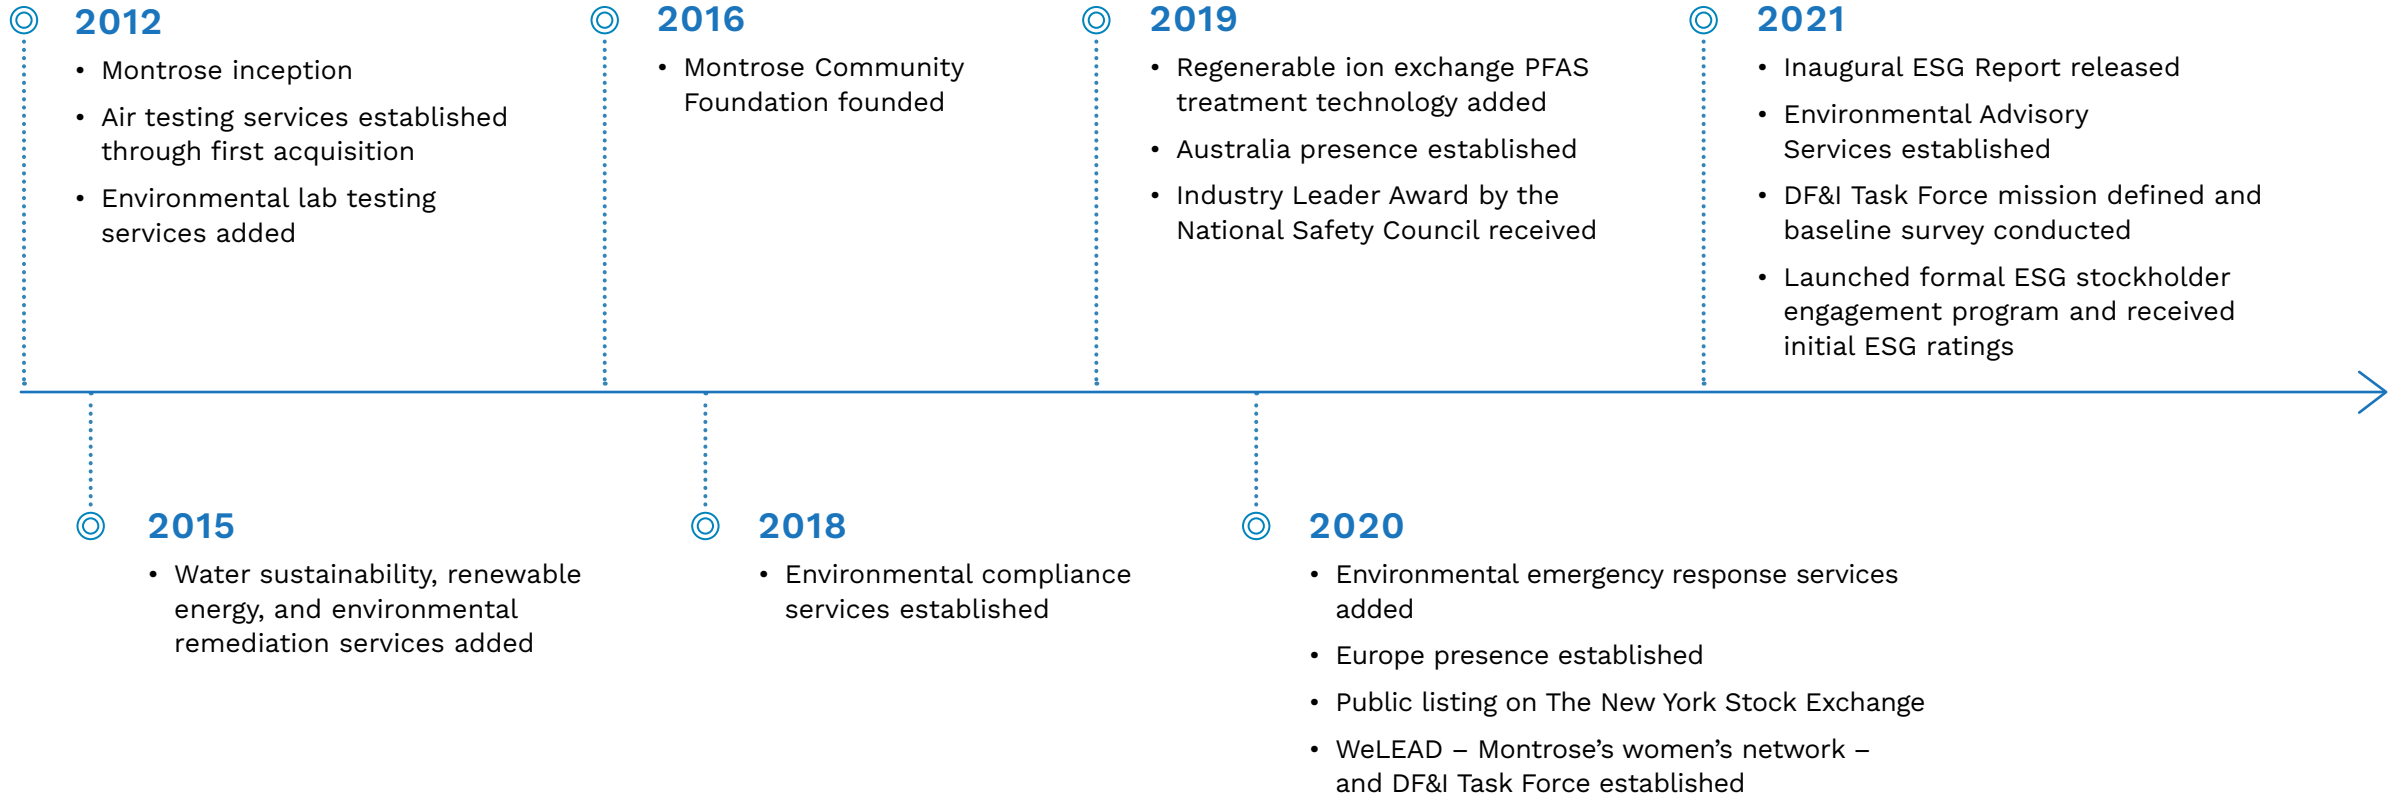 2012
• Montrose inception
• Air testing services established
through first acquisition
• Environmental lab testing
services added
2016
• Montrose Community
Foundation founded
2019
• Regenerable ion exchange PFAS
treatment technology added
• Australia presence established
• Industry Leader Award by the
National Safety Council received
2021
• Inaugural ESG Report released
• Environmental Advisory
Services established
• DF&I Task Force mission defined and
baseline survey conducted
• Launched formal ESG stockholder
engagement program and received
initial ESG ratings
2015
• Water sustainability, renewable
energy, and environmental
remediation services added
2018
• Environmental compliance
services established
2020
• Environmental emergency response services
added
• Europe presence established
• Public listing on The New York Stock Exchange
• WeLEAD – Montrose’s women’s network –
and DF&I Task Force established